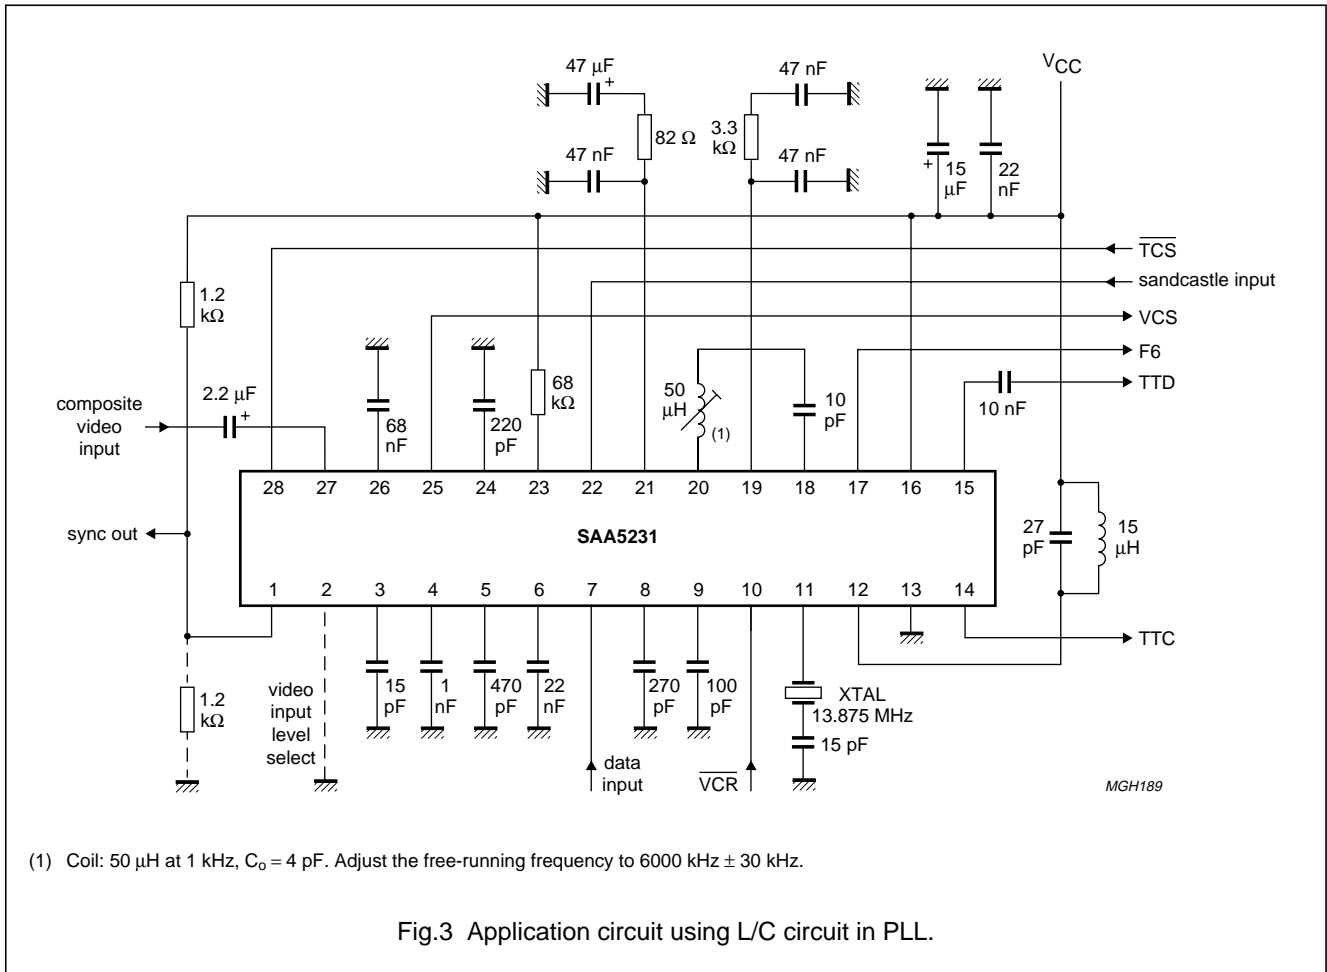 47 μF
+
47 nF
VCC
82 Ω
3.3
kΩ
47 nF
47 nF
+
15
μF
22
nF
TCS
sandcastle input
1.2
kΩ
VCS
F6
TTD
10 nF
composite
video
input
2.2 μF
+
68
nF
220
pF
68
kΩ
50
μH
(1)
10
pF
28 27 26 25 24 23 22 21 20 19 18 17 16 15
sync out
SAA5231
27
pF
15
μH
1 2 3 4 5 6 7 8 9 10 11 12 13 14
TTC
1.2
kΩ
video
input
level
select
15
pF
1
nF
470
pF
22
nF
270
pF
100
pF
XTAL
13.875 MHz
15 pF
data
input
VCR
MGH189
(1) Coil: 50 μH at 1 kHz, Co = 4 pF. Adjust the free-running frequency to 6000 kHz ± 30 kHz.
Fig.3 Application circuit using L/C circuit in PLL.